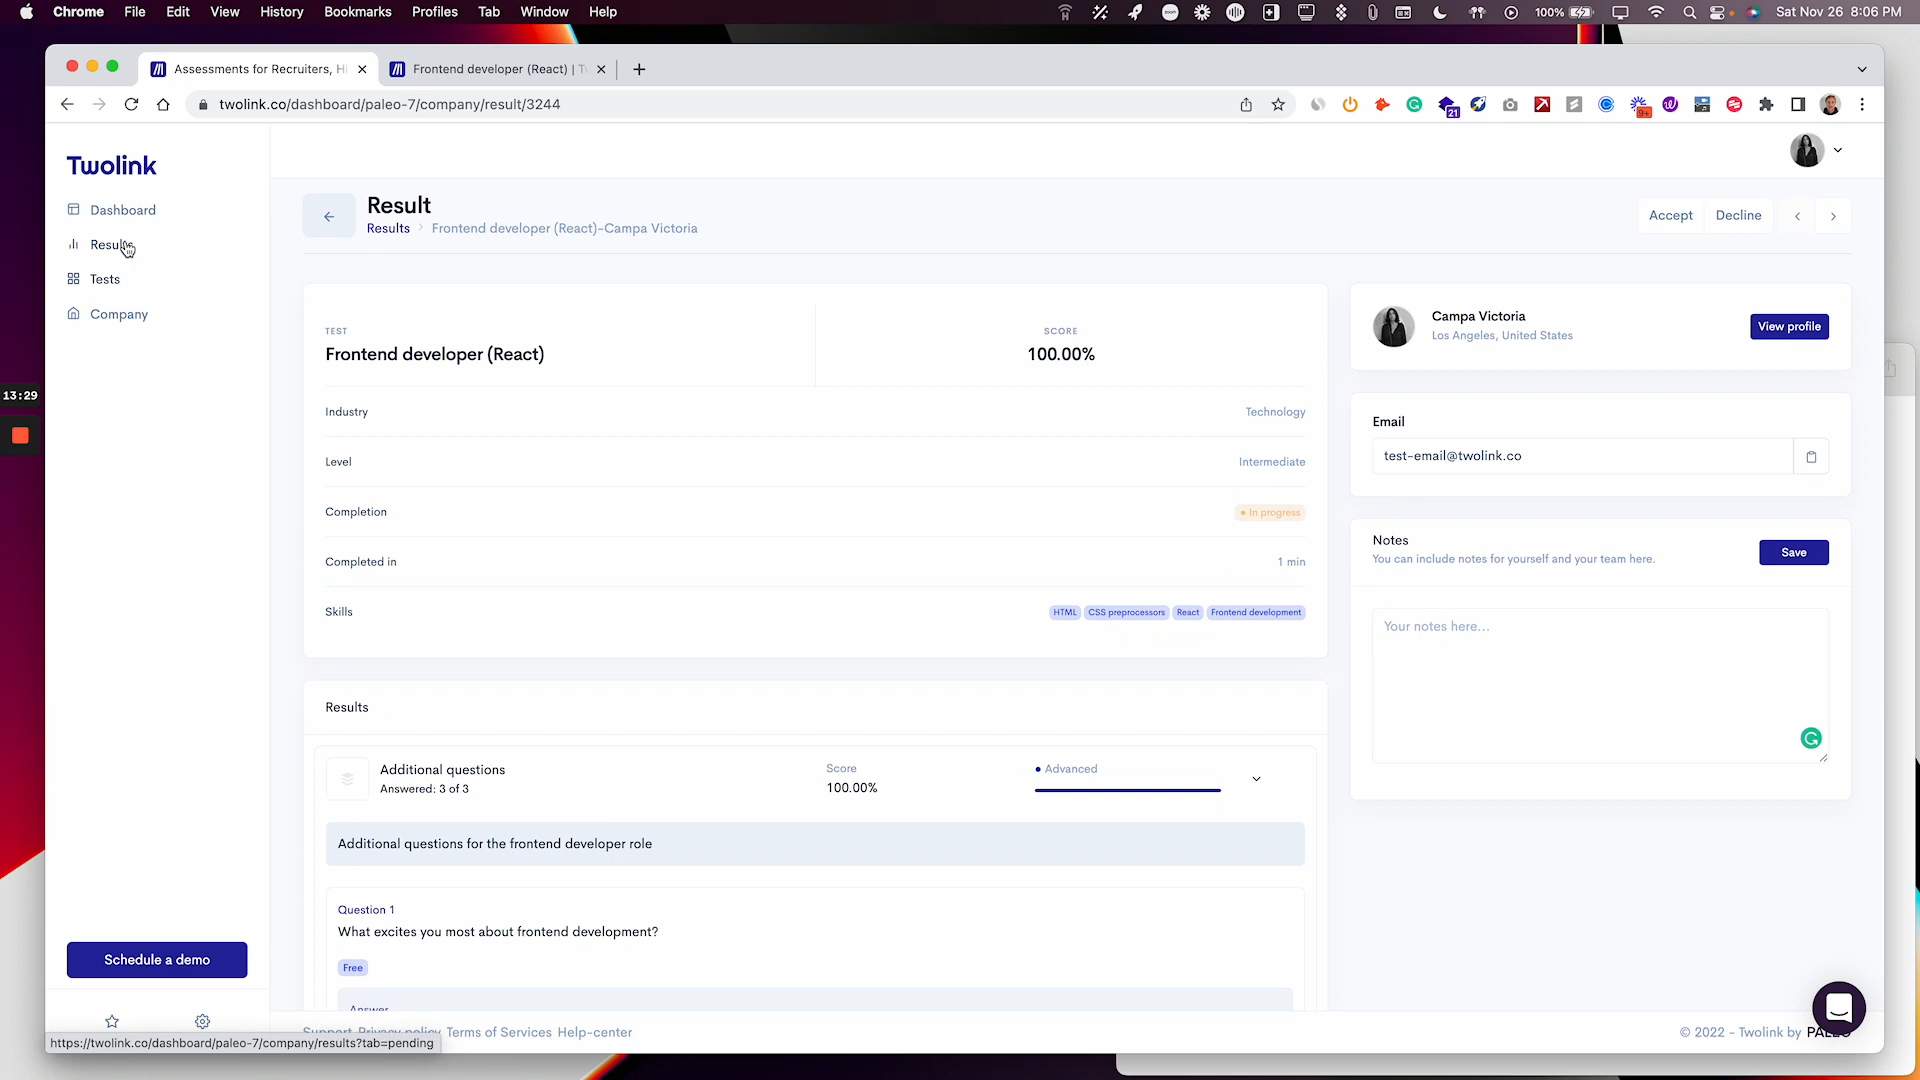 Chrome File Edit View History Bookmarks Profiles Tab Window Help
100% Sat Nov 26 8:06 PM
Assessments for Recruiters, Hi
Frontend developer (React) | Tw
twolink.co/dashboard/paleo-7/company/result/3244
21
9+
Twolink
Dashboard
Results
Tests
Company
13:29
Result
Results Frontend developer (React)-Campa Victoria
Accept
Decline
TEST
Frontend developer (React)
SCORE
100.00%
Industry
Technology
Level
Intermediate
Completion
In progress
Completed in
1 min
Skills
HTML CSS preprocessors React Frontend development
Campa Victoria
Los Angeles, United States
View profile
Email
test-email@twolink.co
Notes
You can include notes for yourself and your team here.
Save
Your notes here...
Results
Additional questions
Answered: 3 of 3
Score
100.00%
Advanced
Additional questions for the frontend developer role
Question 1
What excites you most about frontend development?
Free
Answer
Schedule a demo
Support Privacy policy Terms of Services Help-center
© 2022 - Twolink by PALEO
https://twolink.co/dashboard/paleo-7/company/results?tab=pending